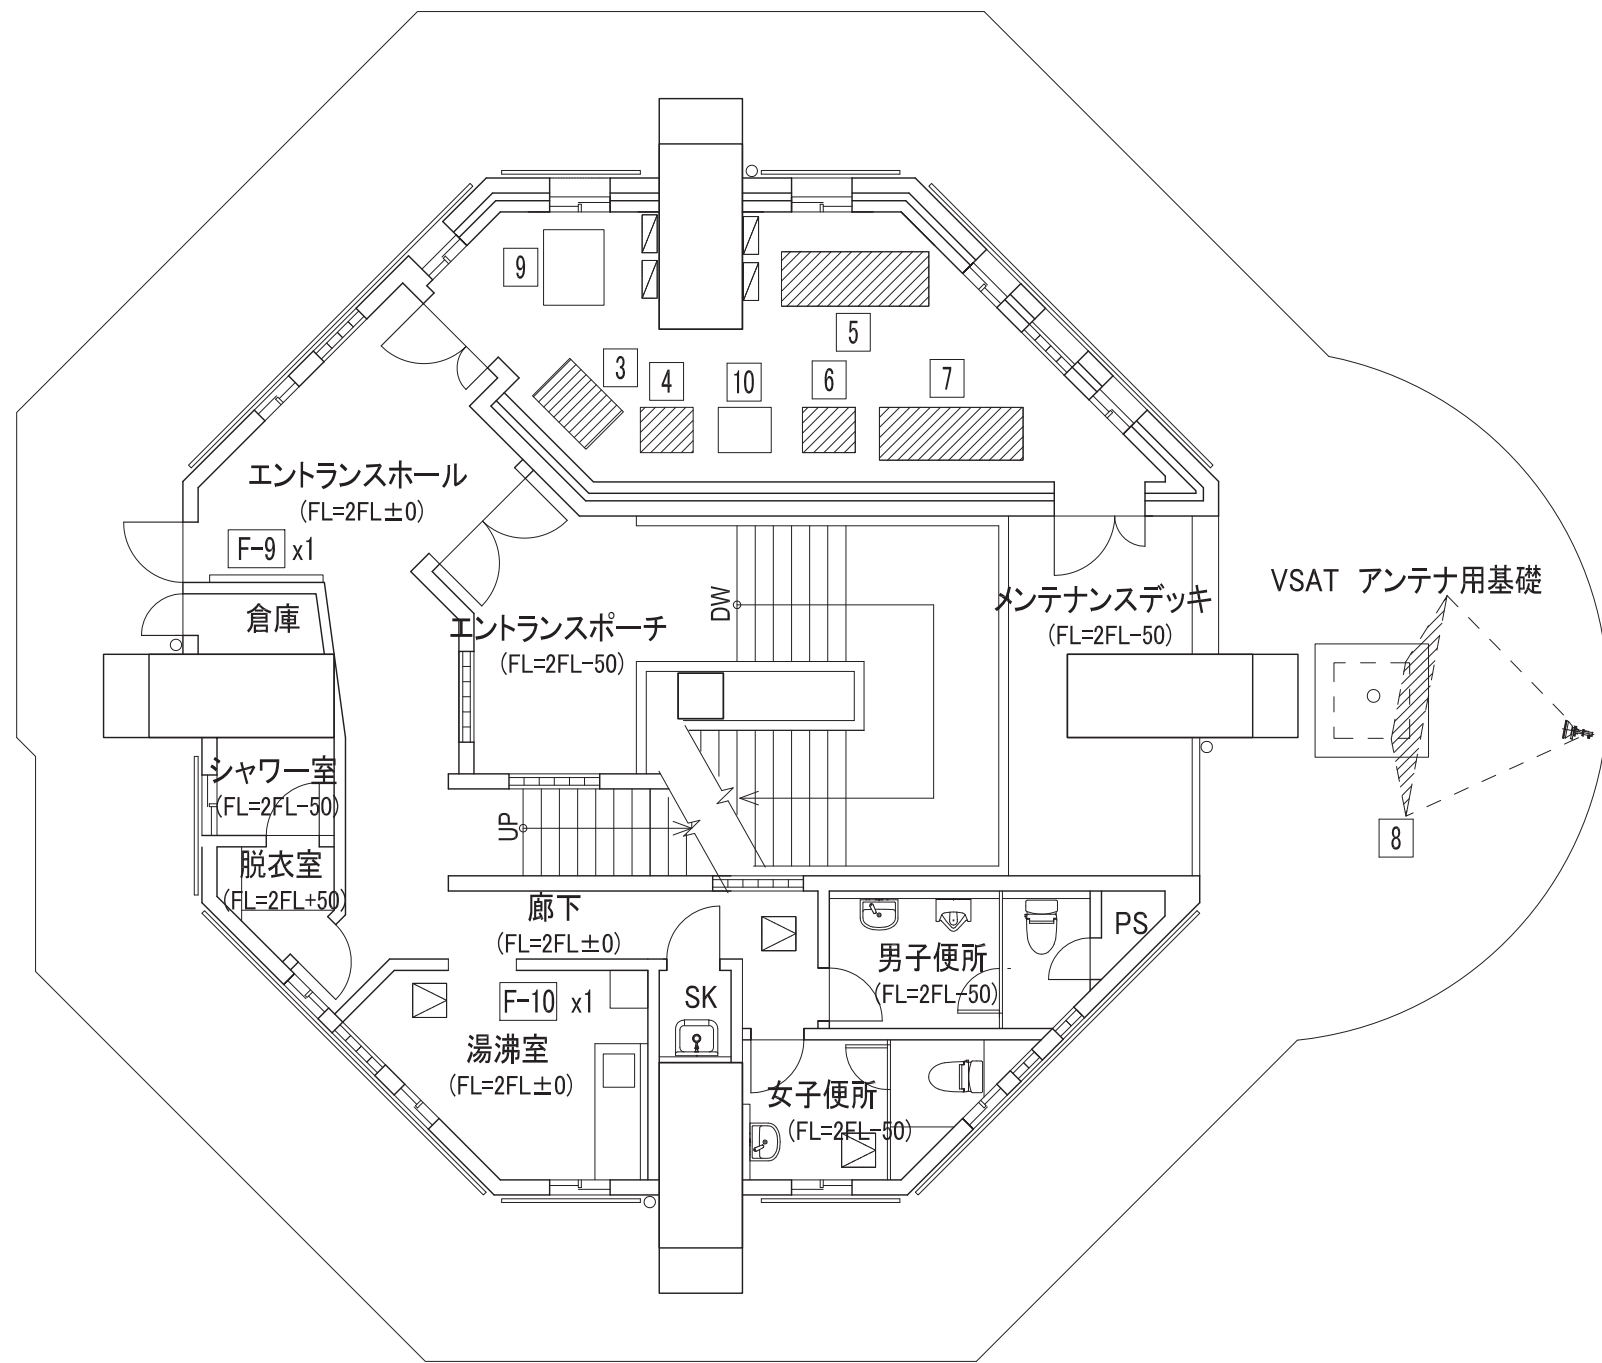 9
5
3
4
10
6
7
エントランスホール
(FL=2FL±0)
F-9 x1
倉庫
エントランスポーチ
(FL=2FL-50)
DW
メンテナンスデッキ
(FL=2FL-50)
VSAT アンテナ用基礎
8
シャワー室
(FL=2FL-50)
UP
脱衣室
(FL=2FL+50)
廊下
(FL=2FL±0)
PS
男子便所
(FL=2FL-50)
F-10 x1
SK
湯沸室
(FL=2FL±0)
女子便所
(FL=2FL-50)